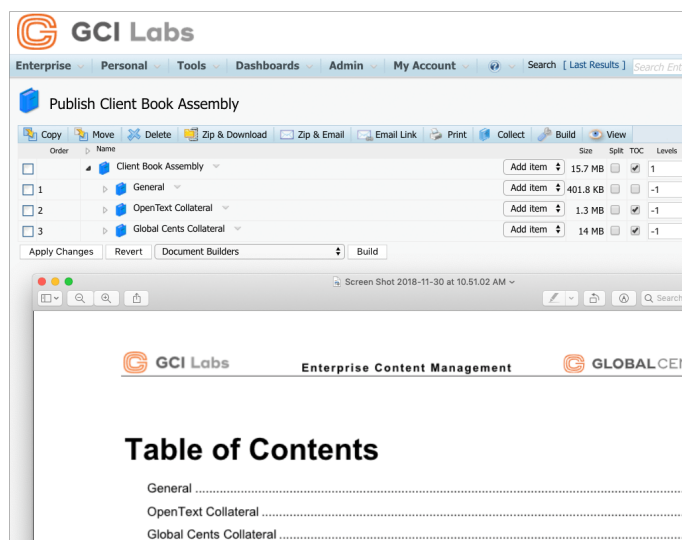 GCI Labs
Enterprise Personal Tools Dashboards Admin My Account Search [ Last Results ] Search Ent
Publish Client Book Assembly
Copy Move Delete Zip & Download Zip & Email Email Link Print Collect Build View
Order Name Size Split TOC Levels
Client Book Assembly Add item 15.7 MB 1
1 General Add item 401.8 KB -1
2 OpenText Collateral Add item 1.3 MB -1
3 Global Cents Collateral Add item 14 MB -1
Apply Changes Revert Document Builders Build
Screen Shot 2018-11-30 at 10.51.02 AM
Search
GCI Labs Enterprise Content Management GLOBALCEN
Table of Contents
General
OpenText Collateral
Global Cents Collateral